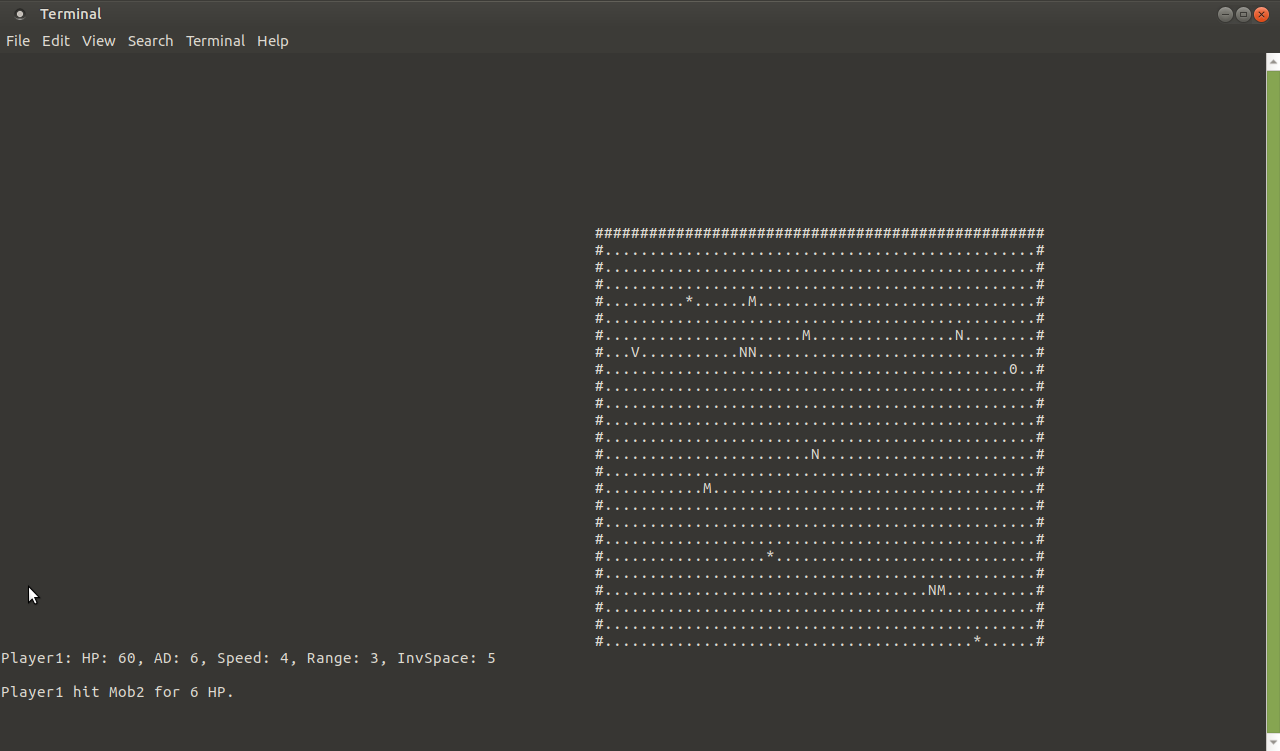 Terminal
File Edit View Search Terminal Help
##################################################
#................................................#
#................................................#
#................................................#
#.........*......M...............................#
#................................................#
#......................M................N........#
#...V...........NN...............................#
#.............................................0..#
#................................................#
#................................................#
#................................................#
#................................................#
#.......................N........................#
#................................................#
#...........M....................................#
#................................................#
#................................................#
#................................................#
#..................*.............................#
#................................................#
#....................................NM..........#
#................................................#
#................................................#
#.........................................*......#
Player1: HP: 60, AD: 6, Speed: 4, Range: 3, InvSpace: 5
Player1 hit Mob2 for 6 HP.